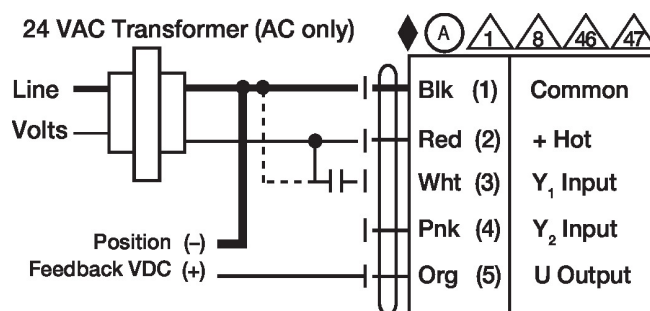 24 VAC Transformer (AC only)
A 1 8 46 47
Line
Volts
Blk (1) Common
Red (2) + Hot
Wht (3) Y1 Input
Pnk (4) Y2 Input
Org (5) U Output
Position (–)
Feedback VDC (+)